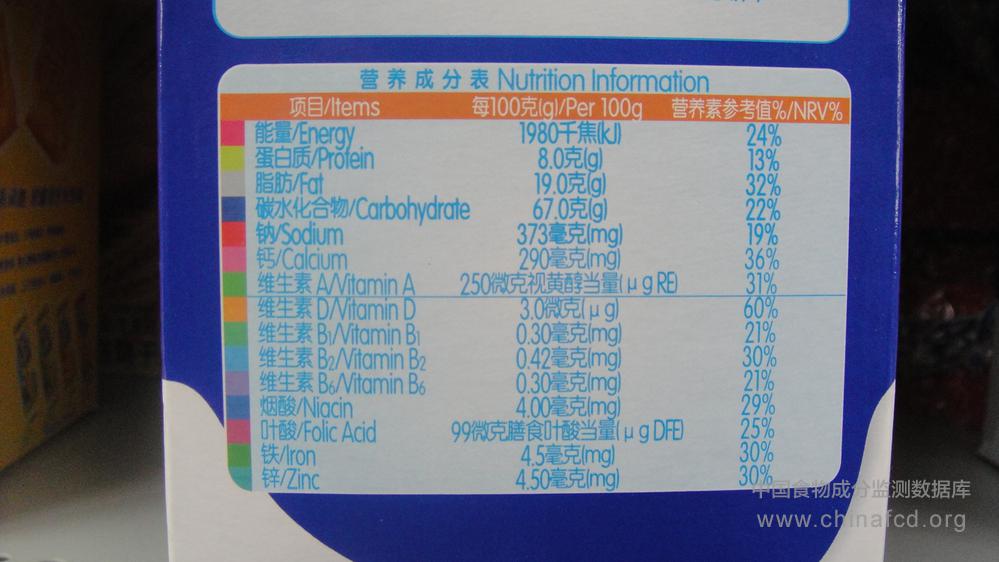 营养成分表 Nutrition Information
项目/Items 每100克(g)/Per 100g 营养素参考值%/NRV%
能量/Energy 1980千焦(kJ) 24%
蛋白质/Protein 8.0克(g) 13%
脂肪/Fat 19.0克(g) 32%
碳水化合物/Carbohydrate 67.0克(g) 22%
钠/Sodium 373毫克(mg) 19%
钙/Calcium 290毫克(mg) 36%
维生素 A/Vitamin A 250微克视黄醇当量(μg RE) 31%
维生素 D/Vitamin D 3.0微克(μg) 60%
维生素 B₁/Vitamin B₁ 0.30毫克(mg) 21%
维生素 B₂/Vitamin B₂ 0.42毫克(mg) 30%
维生素 B₆/Vitamin B₆ 0.30毫克(mg) 21%
烟酸/Niacin 4.00毫克(mg) 29%
叶酸/Folic Acid 99微克膳食叶酸当量(μg DFE) 25%
铁/Iron 4.5毫克(mg) 30%
锌/Zinc 4.50毫克(mg) 30%
中国食物成分监测数据库
www.chinafcd.org